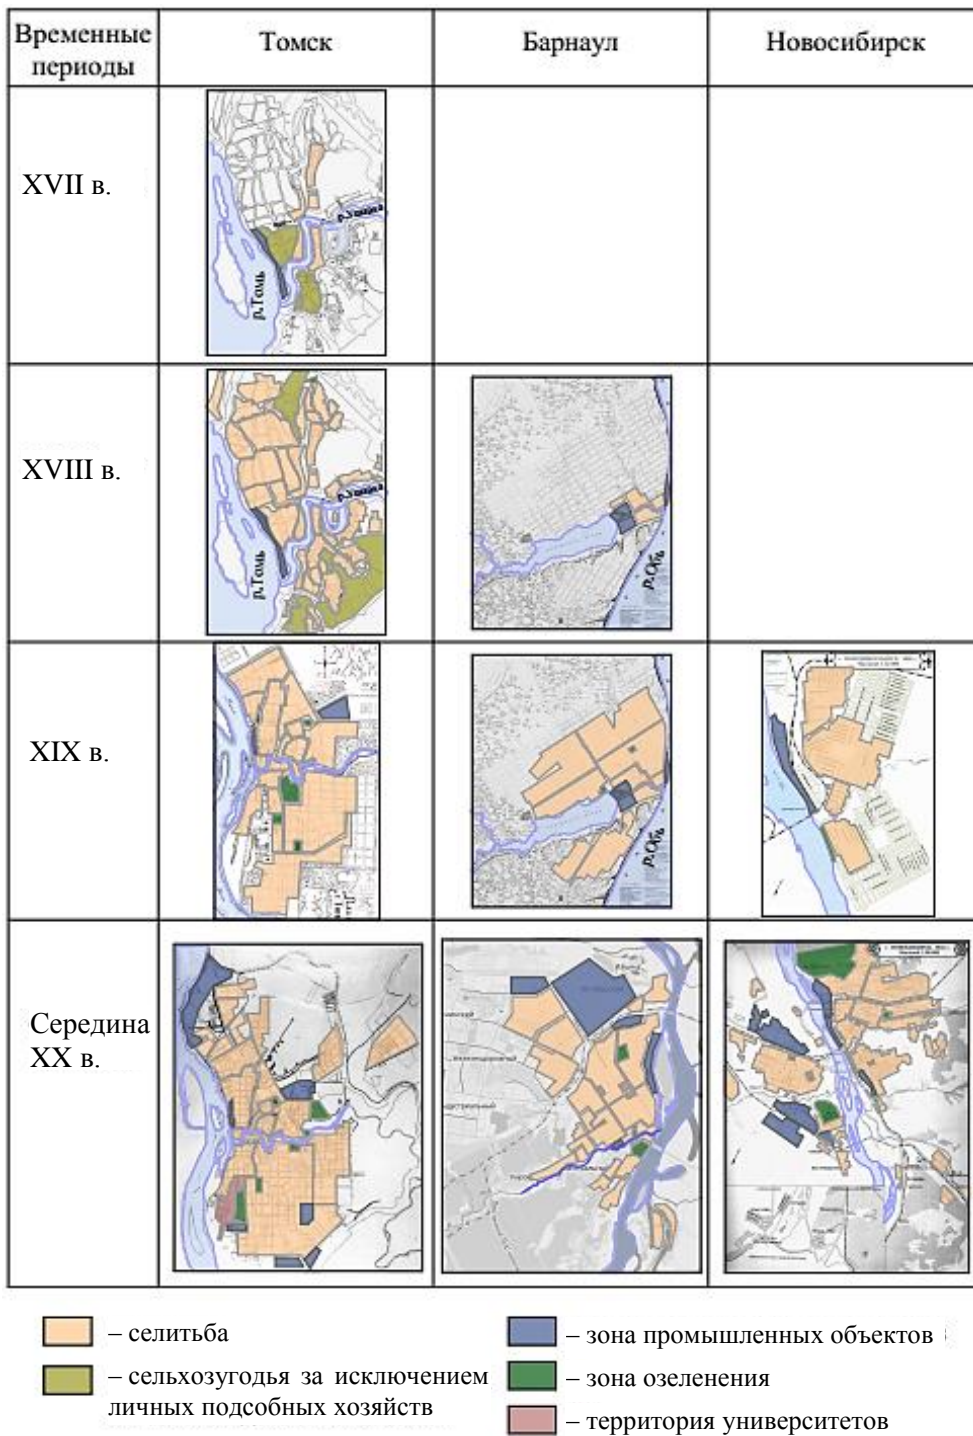 Временные
периоды
Томск
Барнаул
Новосибирск
XVII в.
р.Томь
р.Ушайка
XVIII в.
р.Томь
р.Ушайка
р.Обь
XIX в.
р.Обь
Середина
XX в.
– селитьба
– сельхозугодья за исключением
личных подсобных хозяйств
– зона промышленных объектов
– зона озеленения
– территория университетов